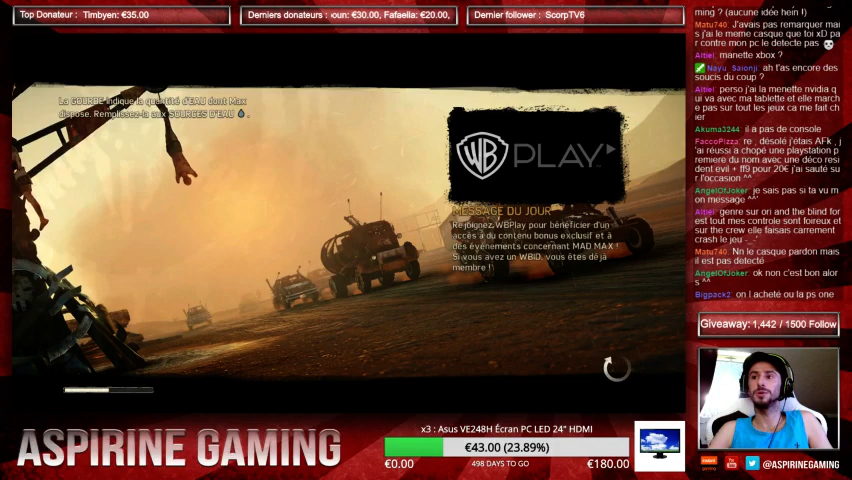 Top Donateur : Timbyen: €35.00
Derniers donateurs : oun: €30.00, Fafaelia: €20.00,
Dernier follower : ScorpTV6
La GOURDE indique la quantité d'EAU dont Max
dispose. Remplissez-la aux SOURCES D'EAU .
WB PLAY
MESSAGE DU JOUR
Rejoignez WBPlay pour bénéficier d'un
accès à du contenu bonus exclusif et à
des événements concernant MAD MAX !
Si vous avez un WBID, vous êtes déjà
membre !
ming ? (aucune idée hein !)
Matu740: J'avais pas remarquer mais
s j'ai le meme casque que toi xD pa
r contre mon pc le detecte pas
Altiel: manette xbox ?
Nayu_Saionji: ah t'as encore des
soucis du coup ?
Altiel: perso j'ai la menette nvidia q
ui va avec ma tablette et elle march
e pas sur tout les jeux ca me fait ch
ier
Akuma3244: il a pas de console
FaccoPizza: re , désolé j'étais AFk , j
'ai réussi a chopé une playstation p
remiere du nom avec une déco resi
dent evil + ff9 pour 20€ j'ai sauté su
r l'occasion ^^
AngelOfJoker: je sais pas si ta vu m
on message ^^'
Altiel: genre sur ori and the blind for
est tout mes controle sont foireux et
sur the crew elle faisais carrement
crash le jeu -_-'
Matu740: Nn le casque pardon mais
il est pas detecté
AngelOfJoker: ok non c'est bon alor
s ^^
Bigpack2: on l acheté ou la ps one
Giveaway: 1,442 / 1500 Follow
ASPIRINE GAMING
x3 : Asus VE248H Écran PC LED 24" HDMI
€43.00 (23.89%)
€0.00
498 DAYS TO GO
€180.00
@ASPIRINEGAMING